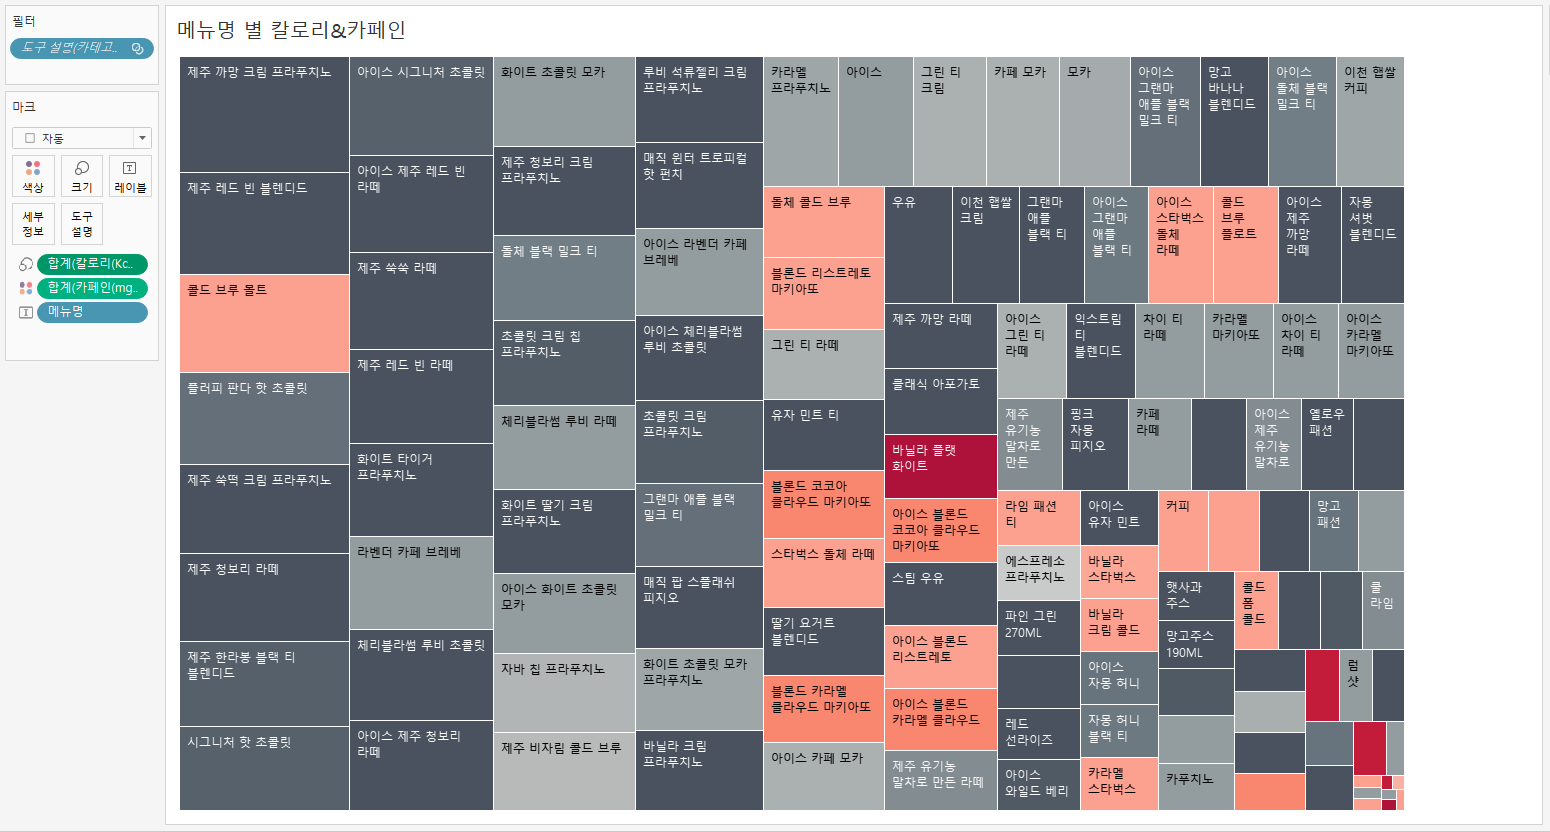 필터
도구 설명(카테고..
마크
자동
색상
크기
레이블
세부
정보
도구
설명
합계(칼로리(Kc..
합계(카페인(mg..
메뉴명
메뉴명 별 칼로리&카페인
제주 까망 크림 프라푸치노
제주 레드 빈 블렌디드
콜드 브루 몰트
플러피 판다 핫 초콜릿
제주 쑥떡 크림 프라푸치노
제주 청보리 라떼
제주 한라봉 블랙 티
블렌디드
시그니처 핫 초콜릿
아이스 시그니처 초콜릿
아이스 제주 레드 빈
라떼
제주 쑥쑥 라떼
제주 레드 빈 라떼
화이트 타이거
프라푸치노
라벤더 카페 브레베
체리블라썸 루비 초콜릿
아이스 제주 청보리
라떼
화이트 초콜릿 모카
제주 청보리 크림
프라푸치노
돌체 블랙 밀크 티
초콜릿 크림 칩
프라푸치노
체리블라썸 루비 라떼
화이트 딸기 크림
프라푸치노
아이스 화이트 초콜릿
모카
자바 칩 프라푸치노
제주 비자림 콜드 브루
루비 석류젤리 크림
프라푸치노
매직 윈터 트로피컬
핫 펀치
아이스 라벤더 카페
브레베
아이스 체리블라썸
루비 초콜릿
초콜릿 크림
프라푸치노
그랜마 애플 블랙
밀크 티
매직 팝 스플래쉬
피지오
화이트 초콜릿 모카
프라푸치노
바닐라 크림
프라푸치노
카라멜
프라푸치노
아이스
그린 티
크림
카페 모카
모카
아이스
그랜마
애플 블랙
밀크 티
망고
바나나
블렌디드
아이스
돌체 블랙
밀크 티
이천 햅쌀
커피
돌체 콜드 브루
블론드 리스트레토
마키아또
그린 티 라떼
유자 민트 티
블론드 코코아
클라우드 마키아또
스타벅스 돌체 라떼
딸기 요거트
블렌디드
블론드 카라멜
클라우드 마키아또
아이스 카페 모카
우유
이천 햅쌀
크림
그랜마
애플
블랙 티
아이스
그랜마
애플
블랙 티
아이스
스타벅스
돌체
라떼
콜드
브루
플로트
아이스
제주
까망
라떼
자몽
셔벗
블렌디드
제주 까망 라떼
클래식 아포가토
바닐라 플랫
화이트
아이스 블론드
코코아 클라우드
마키아또
스팀 우유
아이스 블론드
리스트레토
아이스 블론드
카라멜 클라우드
제주 유기농
말차로 만든 라떼
아이스
그린 티
라떼
익스트림
티
블렌디드
차이 티
라떼
카라멜
마키아또
아이스
차이 티
라떼
아이스
카라멜
마키아또
제주
유기농
말차로
만든
핑크
자몽
피지오
카페
라떼
아이스
제주
유기농
말차로
옐로우
패션
라임 패션
티
에스프레소
프라푸치노
파인 그린
270ML
레드
선라이즈
아이스
와일드 베리
아이스
유자 민트
바닐라
스타벅스
바닐라
크림 콜드
아이스
자몽 허니
자몽 허니
블랙 티
카라멜
스타벅스
커피
망고
패션
햇사과
주스
망고주스
190ML
카푸치노
콜드
폼
콜드
쿨
라임
럼
샷